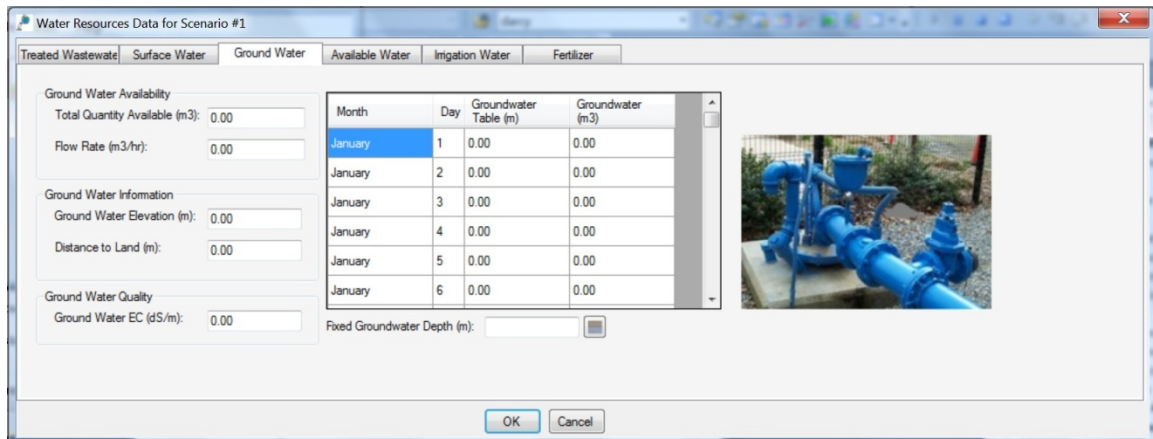 Water Resources Data for Scenario #1
Treated Wastewate Surface Water Ground Water Available Water Irrigation Water Fertilizer
Ground Water Availability
Total Quantity Available (m3): 0.00
Flow Rate (m3/hr): 0.00
Ground Water Information
Ground Water Elevation (m): 0.00
Distance to Land (m): 0.00
Ground Water Quality
Ground Water EC (dS/m): 0.00
Month Day Groundwater Table (m) Groundwater (m3)
January 1 0.00 0.00
January 2 0.00 0.00
January 3 0.00 0.00
January 4 0.00 0.00
January 5 0.00 0.00
January 6 0.00 0.00
Fixed Groundwater Depth (m):
OK Cancel